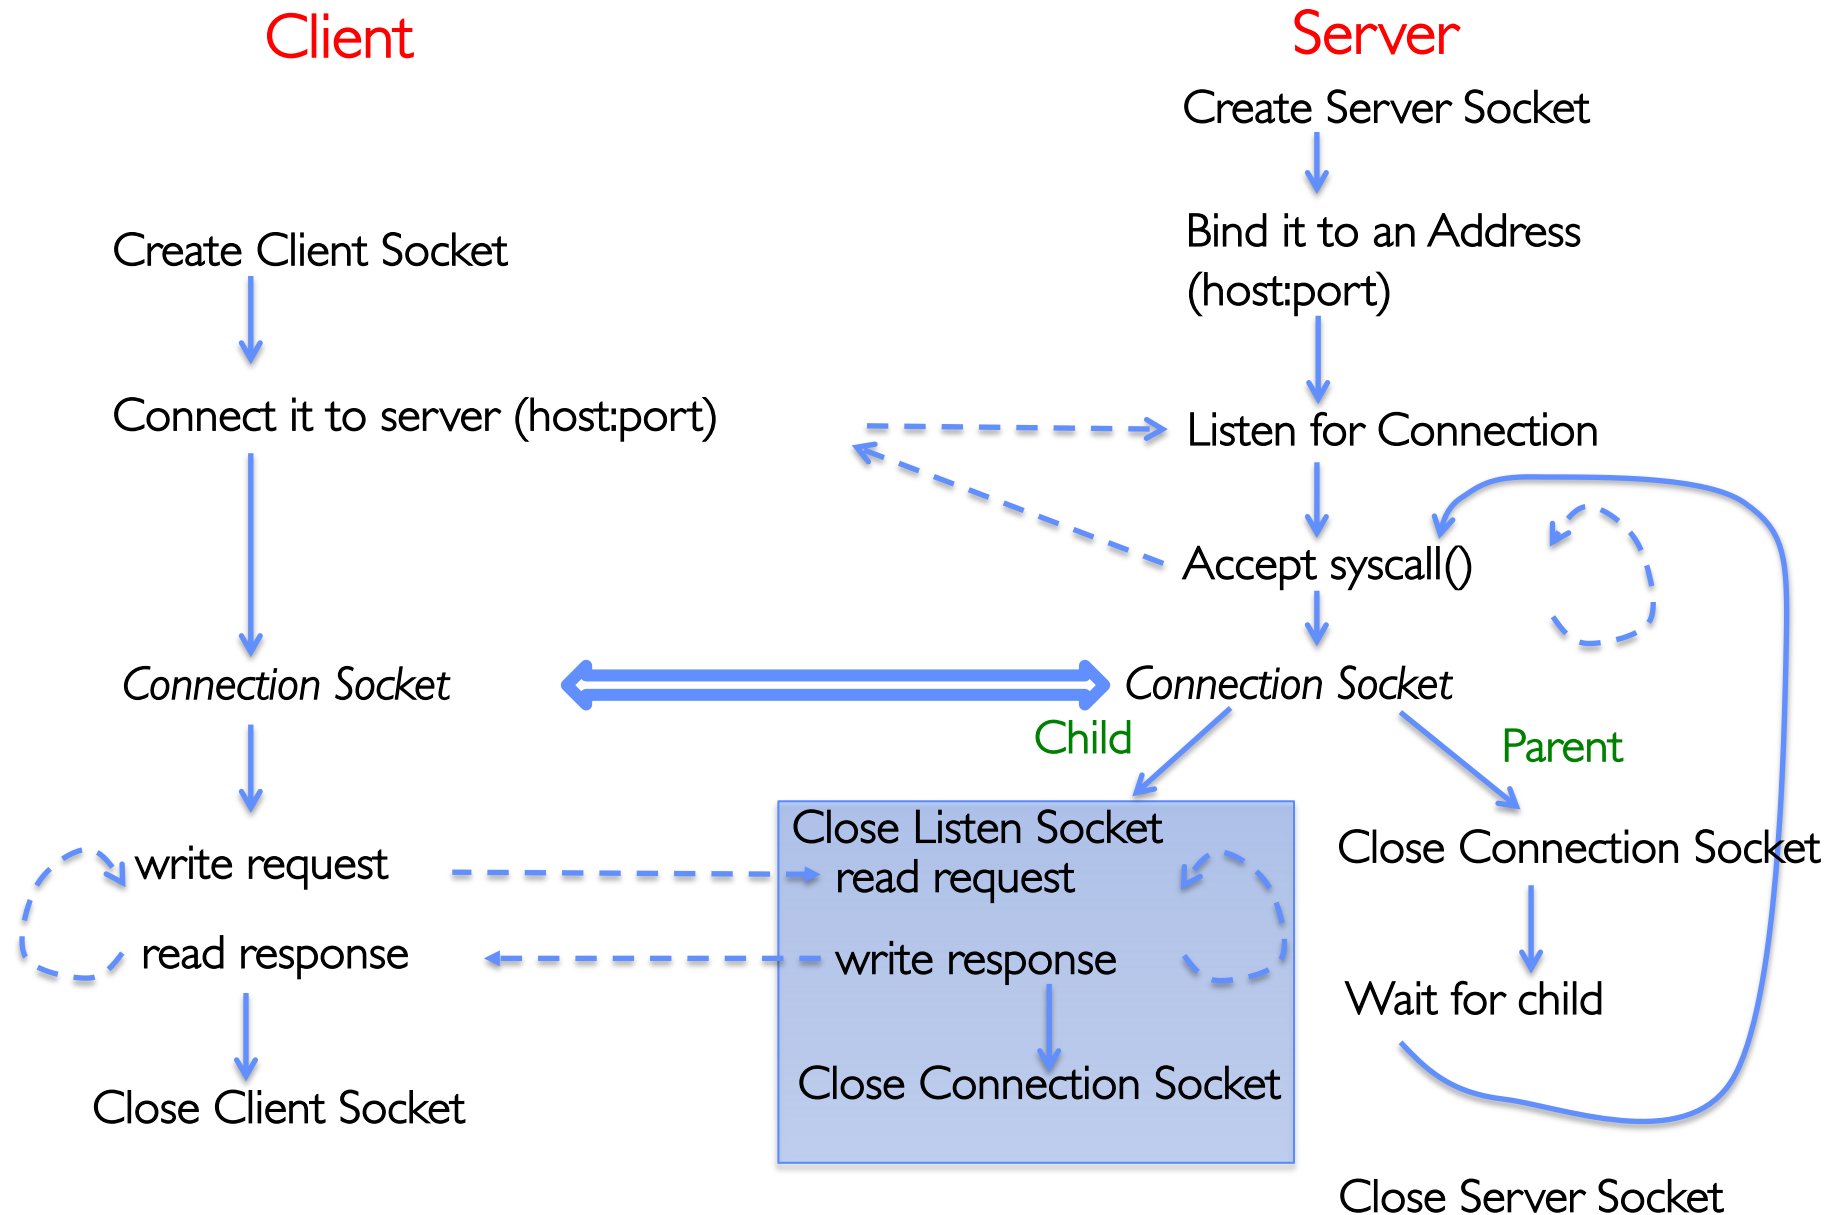 Client
Server
Create Server Socket
Bind it to an Address
(host:port)
Create Client Socket
Connect it to server (host:port)
Listen for Connection
Accept syscall()
Connection Socket
Connection Socket
Child
Parent
Close Listen Socket
Close Connection Socket
write request
read request
read response
write response
Wait for child
Close Connection Socket
Close Client Socket
Close Server Socket